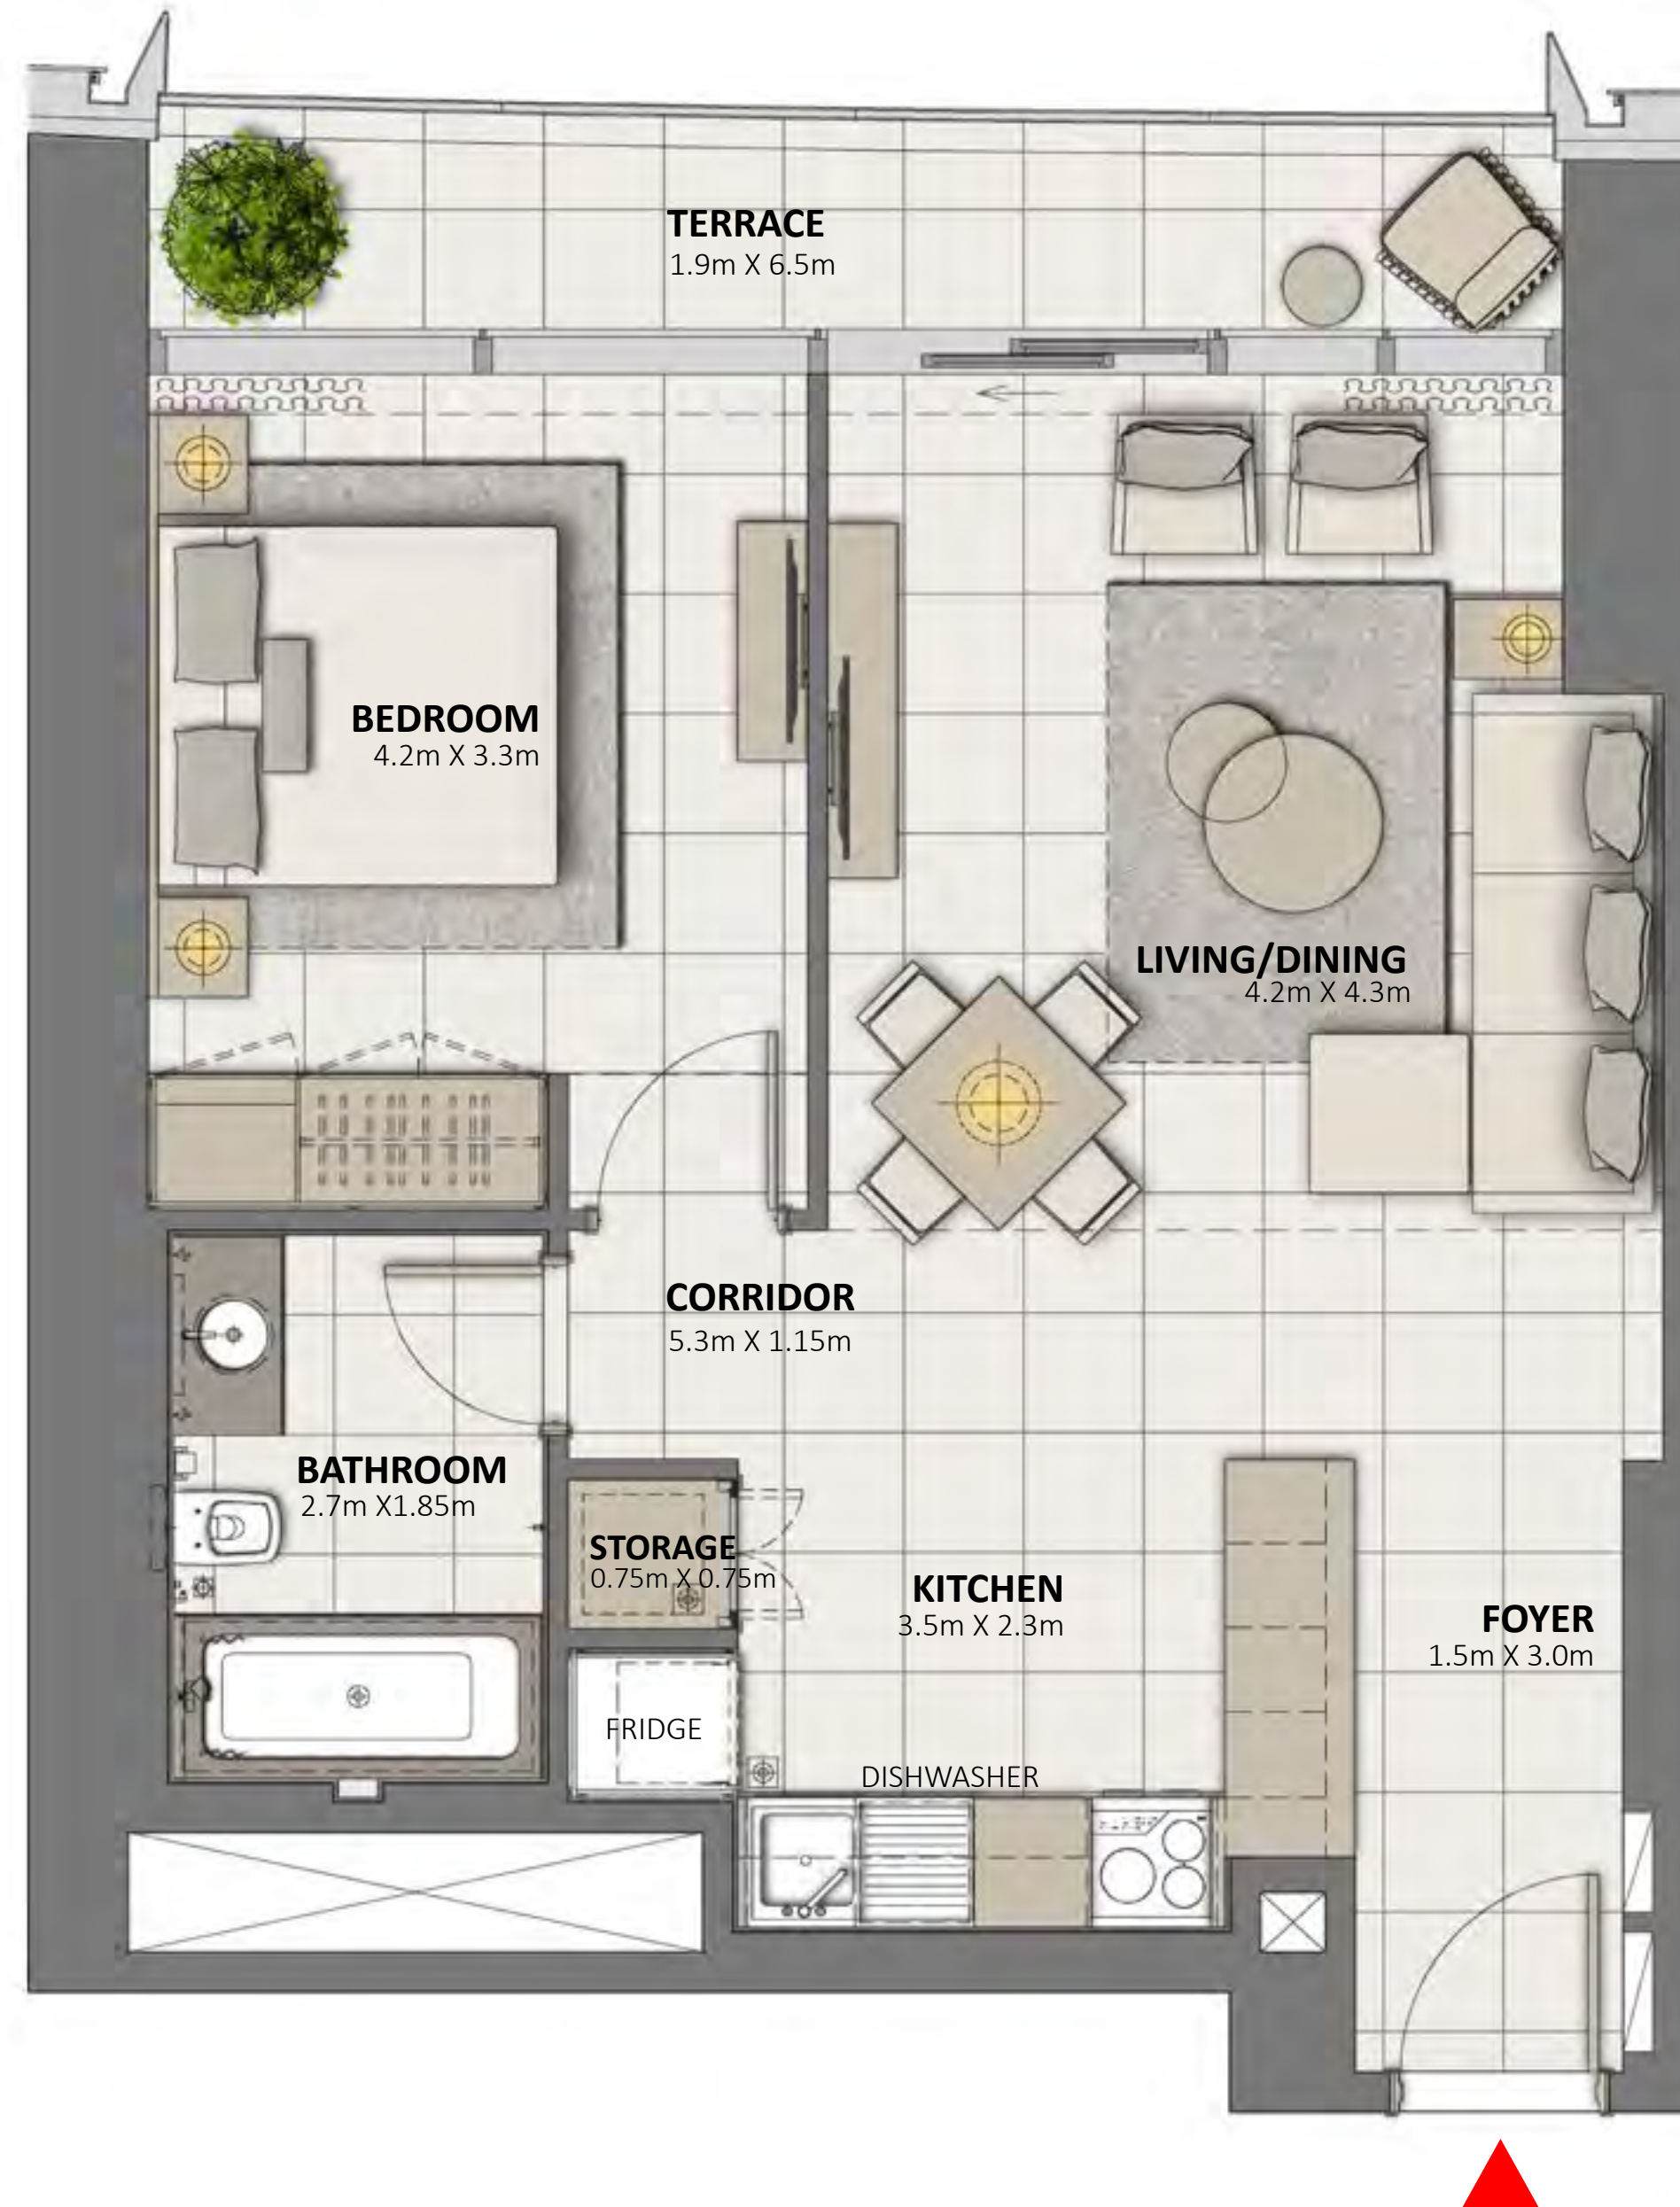 TERRACE
1.9m X 6.5m
BEDROOM
4.2m X 3.3m
LIVING/DINING
4.2m X 4.3m
CORRIDOR
5.3m X 1.15m
BATHROOM
2.7m X1.85m
STORAGE
0.75m X 0.75m
KITCHEN
3.5m X 2.3m
FOYER
1.5m X 3.0m
FRIDGE
DISHWASHER